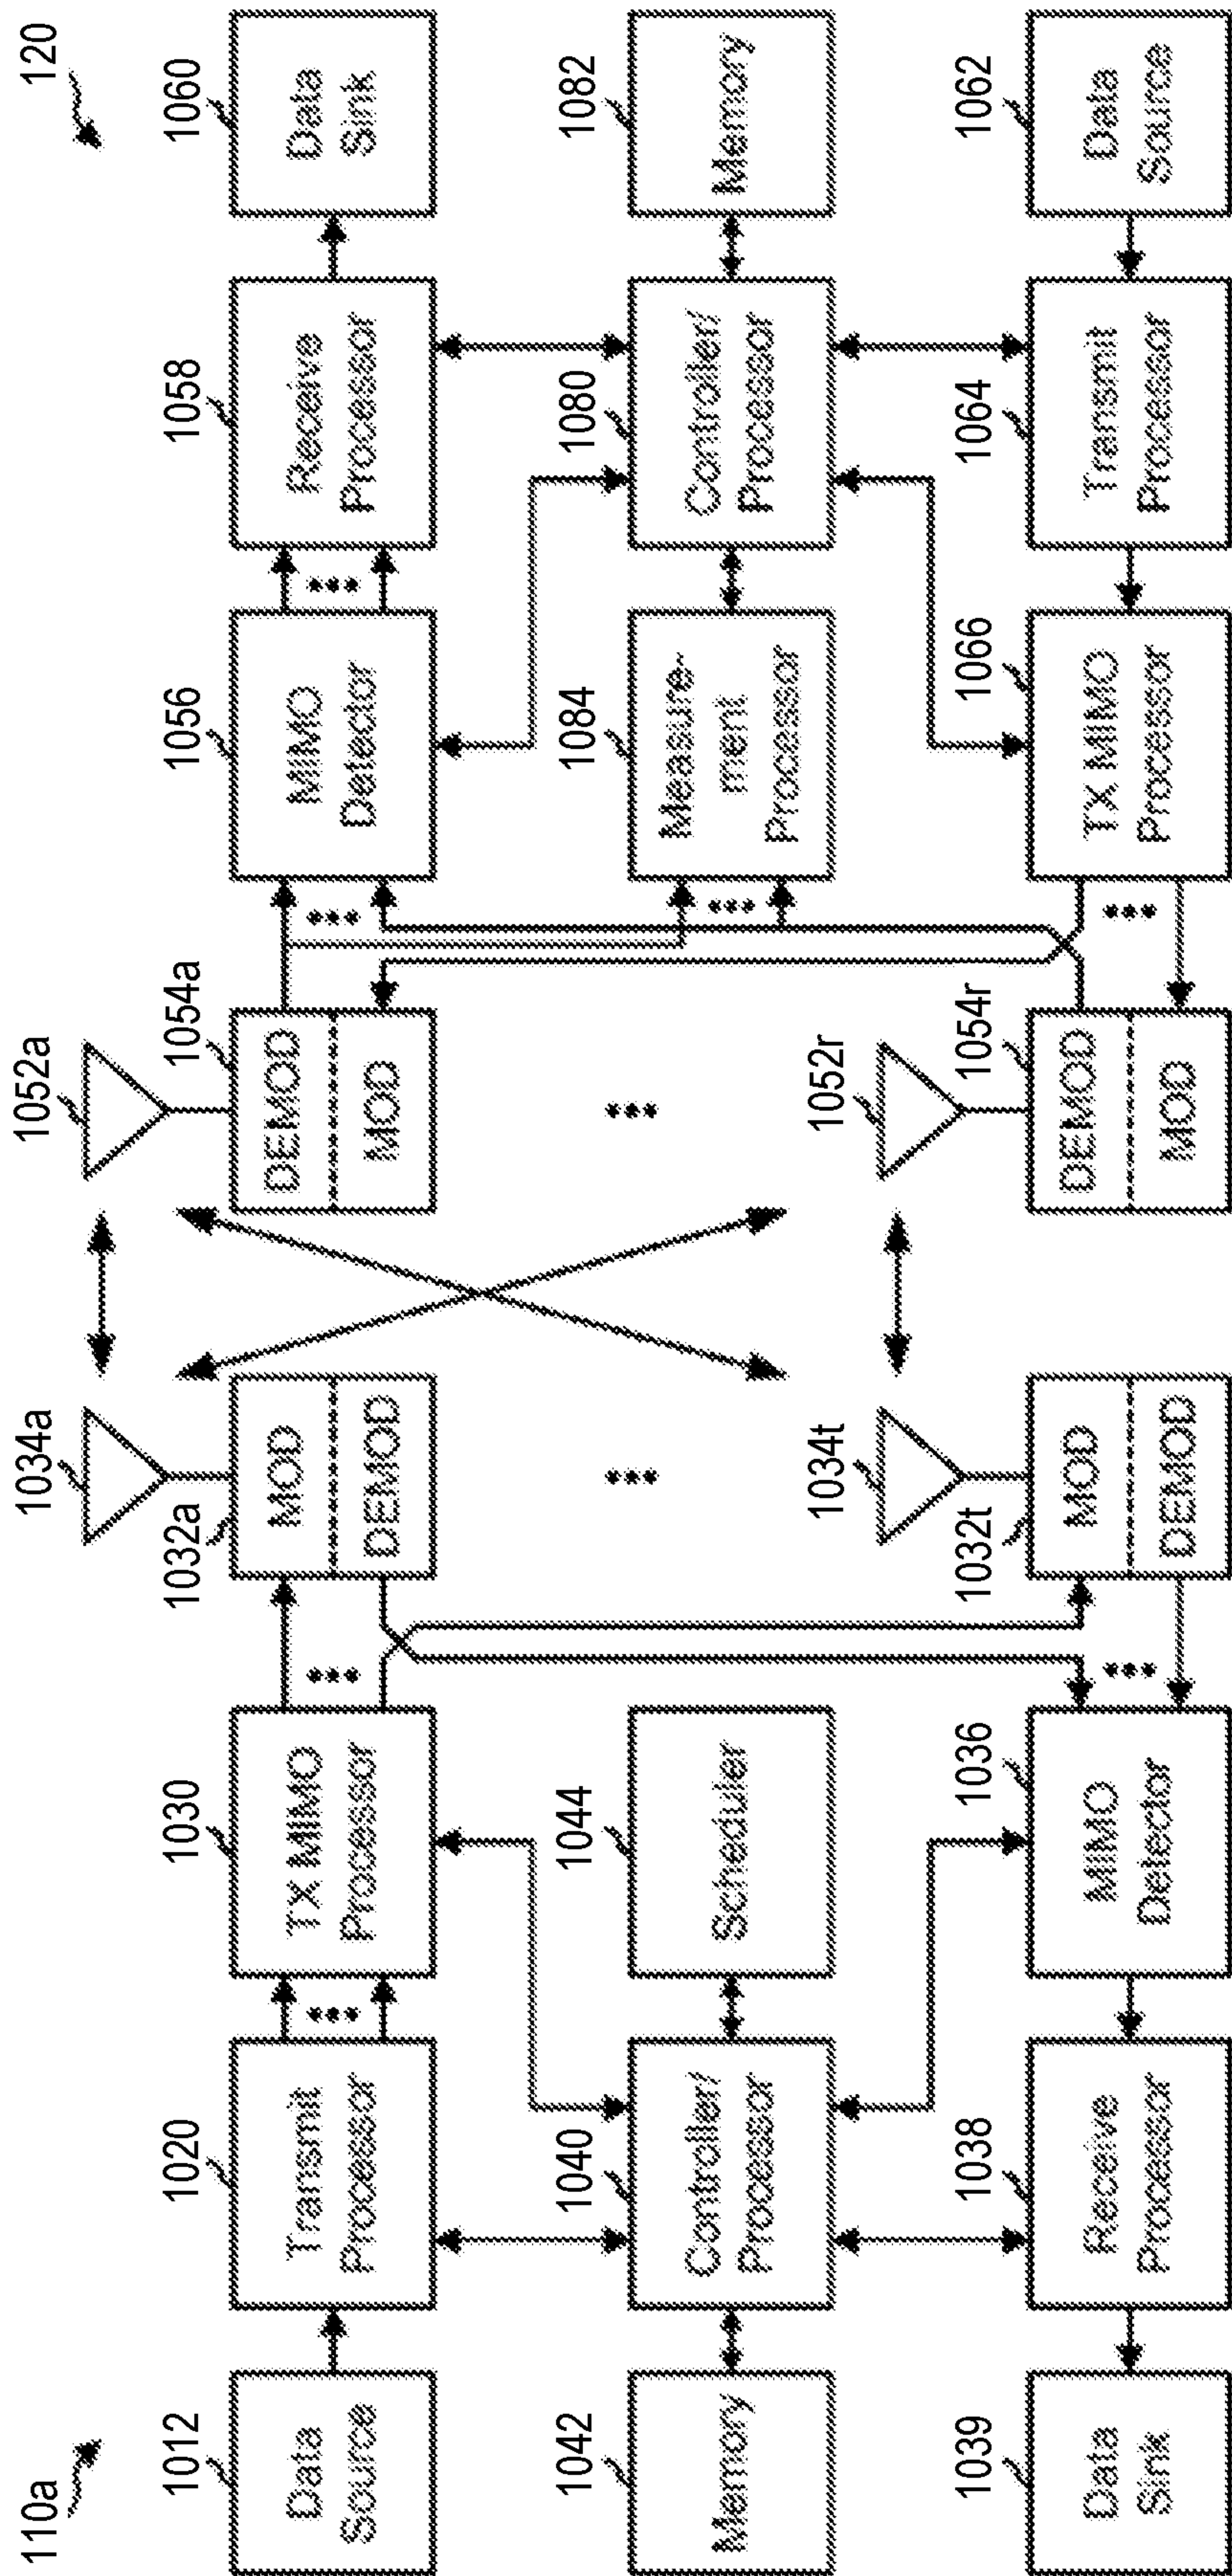 110a
120
1012
Data
Source
1020
Transmit
Processor
•••
1030
TX MIMO
Processor
•••
1032a
MOD
DEMOD
1034a
1052a
1054a
DEMOD
MOD
•••
1056
MIMO
Detector
•••
1058
Receive
Processor
1060
Data
Sink
1042
Memory
1040
Controller/
Processor
1044
Scheduler
•••
•••
•••
1084
Measure-
ment
Processor
1080
Controller/
Processor
1082
Memory
1039
Data
Sink
1038
Receive
Processor
1036
MIMO
Detector
•••
1032t
MOD
DEMOD
1034t
1052r
1054r
DEMOD
MOD
•••
1066
TX MIMO
Processor
1064
Transmit
Processor
1062
Data
Source